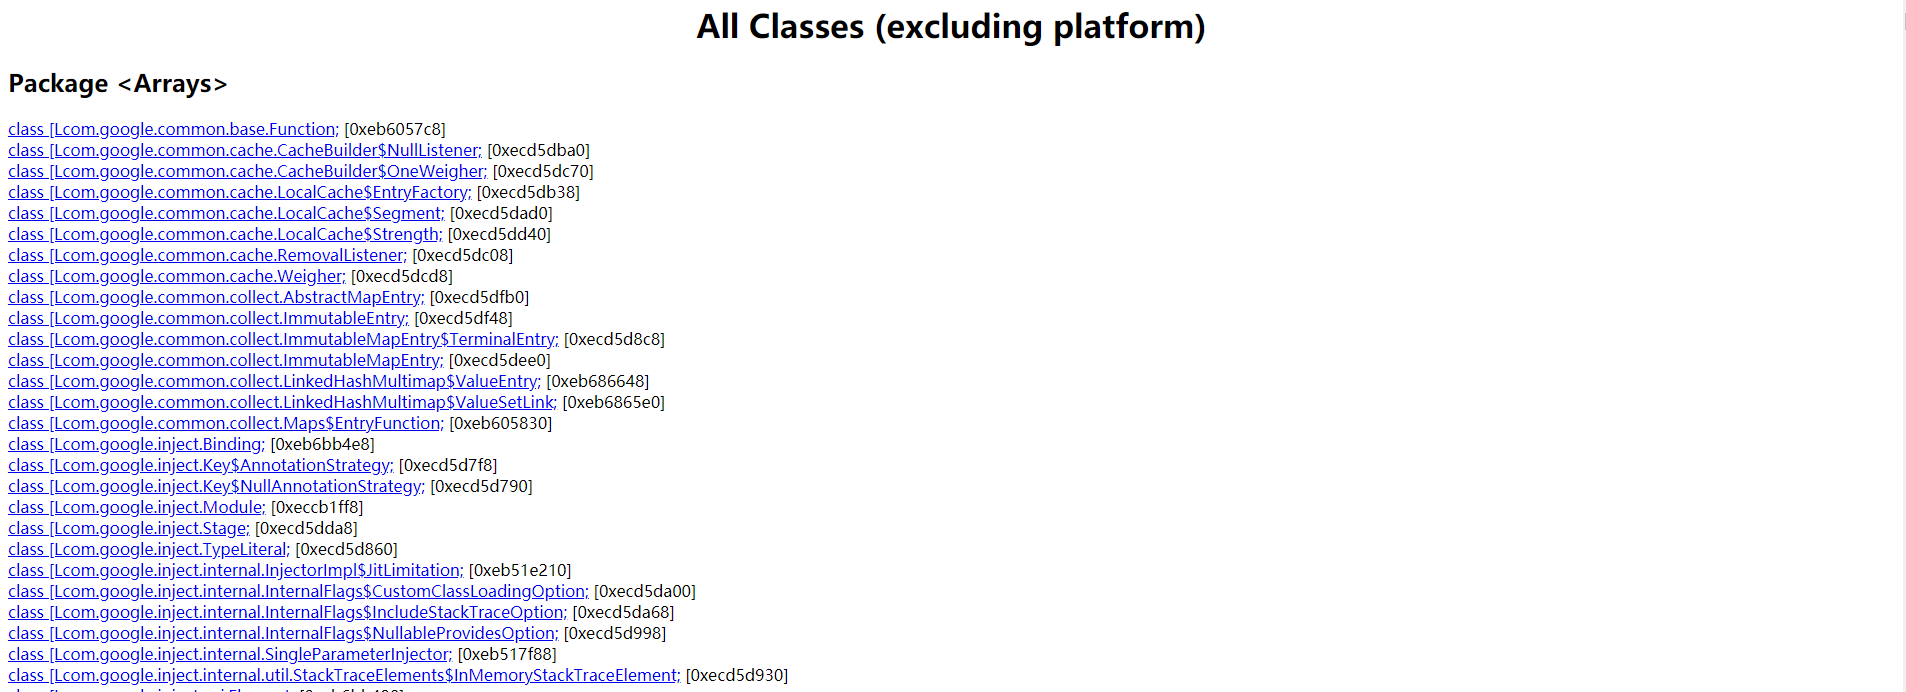 All Classes (excluding platform)
Package <Arrays>
class [Lcom.google.common.base.Function; [0xeb6057c8]
class [Lcom.google.common.cache.CacheBuilder$NullListener; [0xecd5dba0]
class [Lcom.google.common.cache.CacheBuilder$OneWeigher; [0xecd5dc70]
class [Lcom.google.common.cache.LocalCache$EntryFactory; [0xecd5db38]
class [Lcom.google.common.cache.LocalCache$Segment; [0xecd5dad0]
class [Lcom.google.common.cache.LocalCache$Strength; [0xecd5dd40]
class [Lcom.google.common.cache.RemovalListener; [0xecd5dc08]
class [Lcom.google.common.cache.Weigher; [0xecd5dcd8]
class [Lcom.google.common.collect.AbstractMapEntry; [0xecd5dfb0]
class [Lcom.google.common.collect.ImmutableEntry; [0xecd5df48]
class [Lcom.google.common.collect.ImmutableMapEntry$TerminalEntry; [0xecd5d8c8]
class [Lcom.google.common.collect.ImmutableMapEntry; [0xecd5dee0]
class [Lcom.google.common.collect.LinkedHashMultimap$ValueEntry; [0xeb686648]
class [Lcom.google.common.collect.LinkedHashMultimap$ValueSetLink; [0xeb6865e0]
class [Lcom.google.common.collect.Maps$EntryFunction; [0xeb605830]
class [Lcom.google.inject.Binding; [0xeb6bb4e8]
class [Lcom.google.inject.Key$AnnotationStrategy; [0xecd5d7f8]
class [Lcom.google.inject.Key$NullAnnotationStrategy; [0xecd5d790]
class [Lcom.google.inject.Module; [0xeccb1ff8]
class [Lcom.google.inject.Stage; [0xecd5dda8]
class [Lcom.google.inject.TypeLiteral; [0xecd5d860]
class [Lcom.google.inject.internal.InjectorImpl$JitLimitation; [0xeb51e210]
class [Lcom.google.inject.internal.InternalFlags$CustomClassLoadingOption; [0xecd5da00]
class [Lcom.google.inject.internal.InternalFlags$IncludeStackTraceOption; [0xecd5da68]
class [Lcom.google.inject.internal.InternalFlags$NullableProvidesOption; [0xecd5d998]
class [Lcom.google.inject.internal.SingleParameterInjector; [0xeb517f88]
class [Lcom.google.inject.internal.util.StackTraceElements$InMemoryStackTraceElement; [0xecd5d930]